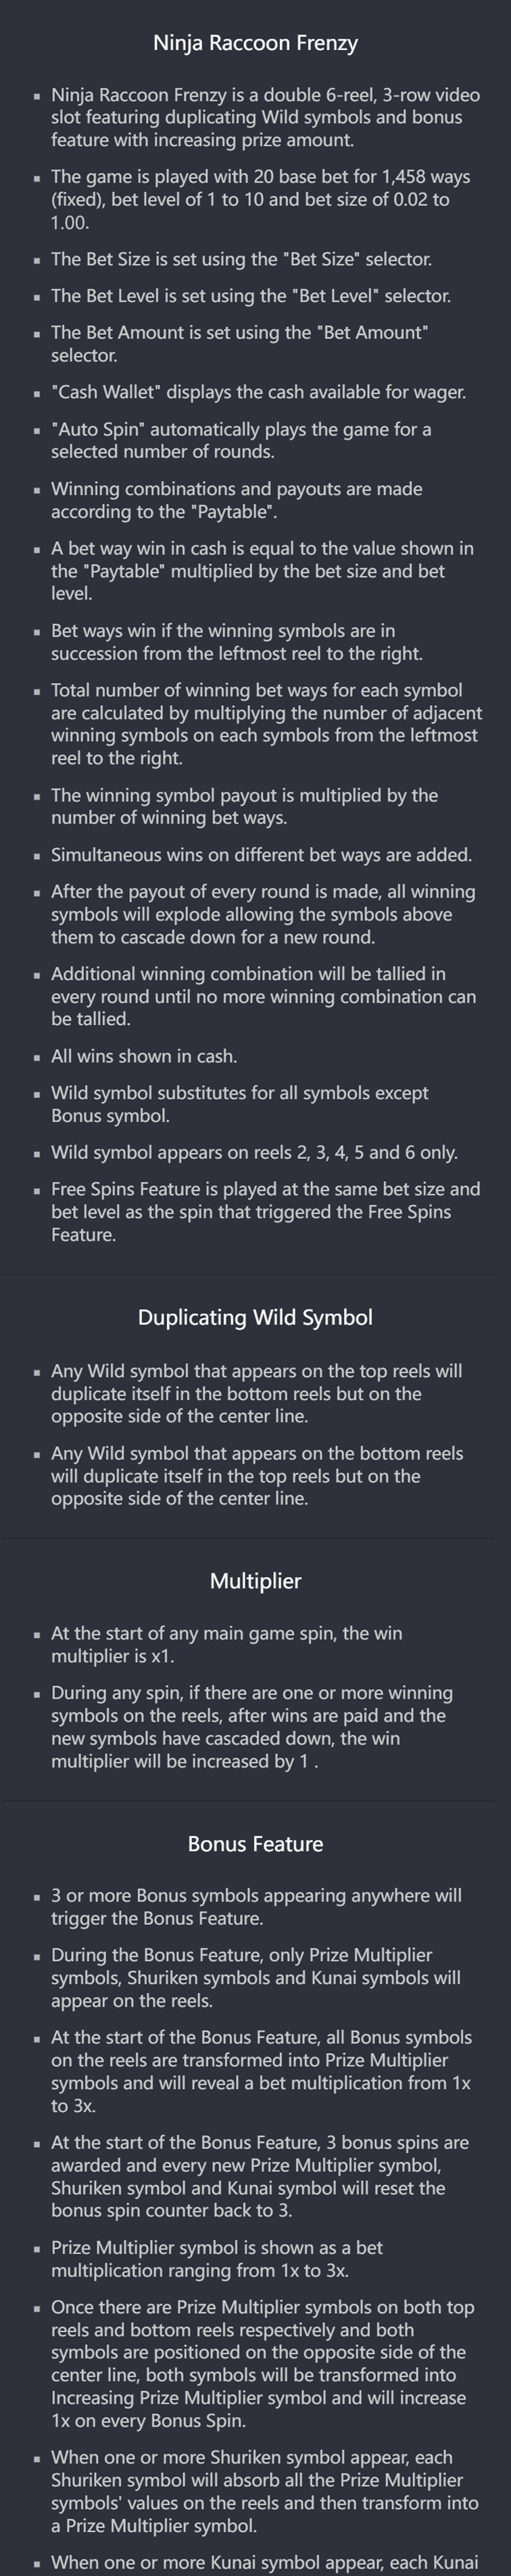 Ninja Raccoon Frenzy
▪ Ninja Raccoon Frenzy is a double 6-reel, 3-row video
slot featuring duplicating Wild symbols and bonus
feature with increasing prize amount.
▪ The game is played with 20 base bet for 1,458 ways
(fixed), bet level of 1 to 10 and bet size of 0.02 to
1.00.
▪ The Bet Size is set using the "Bet Size" selector.
▪ The Bet Level is set using the "Bet Level" selector.
▪ The Bet Amount is set using the "Bet Amount"
selector.
▪ "Cash Wallet" displays the cash available for wager.
▪ "Auto Spin" automatically plays the game for a
selected number of rounds.
▪ Winning combinations and payouts are made
according to the "Paytable".
▪ A bet way win in cash is equal to the value shown in
the "Paytable" multiplied by the bet size and bet
level.
▪ Bet ways win if the winning symbols are in
succession from the leftmost reel to the right.
▪ Total number of winning bet ways for each symbol
are calculated by multiplying the number of adjacent
winning symbols on each symbols from the leftmost
reel to the right.
▪ The winning symbol payout is multiplied by the
number of winning bet ways.
▪ Simultaneous wins on different bet ways are added.
▪ After the payout of every round is made, all winning
symbols will explode allowing the symbols above
them to cascade down for a new round.
▪ Additional winning combination will be tallied in
every round until no more winning combination can
be tallied.
▪ All wins shown in cash.
▪ Wild symbol substitutes for all symbols except
Bonus symbol.
▪ Wild symbol appears on reels 2, 3, 4, 5 and 6 only.
▪ Free Spins Feature is played at the same bet size and
bet level as the spin that triggered the Free Spins
Feature.
Duplicating Wild Symbol
▪ Any Wild symbol that appears on the top reels will
duplicate itself in the bottom reels but on the
opposite side of the center line.
▪ Any Wild symbol that appears on the bottom reels
will duplicate itself in the top reels but on the
opposite side of the center line.
Multiplier
▪ At the start of any main game spin, the win
multiplier is x1.
▪ During any spin, if there are one or more winning
symbols on the reels, after wins are paid and the
new symbols have cascaded down, the win
multiplier will be increased by 1 .
Bonus Feature
▪ 3 or more Bonus symbols appearing anywhere will
trigger the Bonus Feature.
▪ During the Bonus Feature, only Prize Multiplier
symbols, Shuriken symbols and Kunai symbols will
appear on the reels.
▪ At the start of the Bonus Feature, all Bonus symbols
on the reels are transformed into Prize Multiplier
symbols and will reveal a bet multiplication from 1x
to 3x.
▪ At the start of the Bonus Feature, 3 bonus spins are
awarded and every new Prize Multiplier symbol,
Shuriken symbol and Kunai symbol will reset the
bonus spin counter back to 3.
▪ Prize Multiplier symbol is shown as a bet
multiplication ranging from 1x to 3x.
▪ Once there are Prize Multiplier symbols on both top
reels and bottom reels respectively and both
symbols are positioned on the opposite side of the
center line, both symbols will be transformed into
Increasing Prize Multiplier symbol and will increase
1x on every Bonus Spin.
▪ When one or more Shuriken symbol appear, each
Shuriken symbol will absorb all the Prize Multiplier
symbols' values on the reels and then transform into
a Prize Multiplier symbol.
▪ When one or more Kunai symbol appear, each Kunai